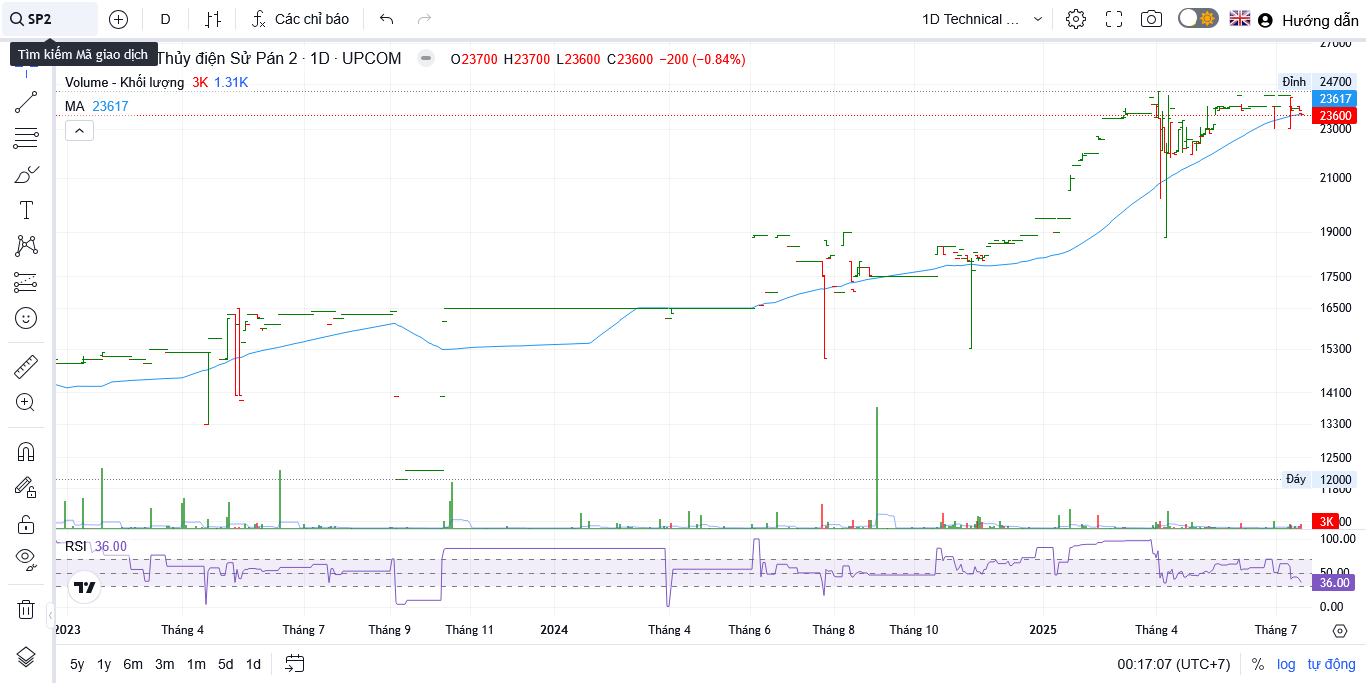 SP2
D
Các chỉ báo
1D Technical ...
Hướng dẫn
Tìm kiếm Mã giao dịch
Thủy điện Sử Pán 2 · 1D · UPCOM
O23700 H23700 L23600 C23600 −200 (−0.84%)
Volume - Khối lượng 3K 1.31K
MA 23617
27000
Đỉnh 24700
23617
23600
23000
21000
19000
17500
16500
15300
14100
13300
12500
Đáy 12000
11800
3K
RSI 36.00
100.00
50.00
36.00
0.00
2023 Tháng 4 Tháng 7 Tháng 9 Tháng 11 2024 Tháng 4 Tháng 6 Tháng 8 Tháng 10 2025 Tháng 4 Tháng 7
5y 1y 6m 3m 1m 5d 1d
00:17:07 (UTC+7) % log tự động